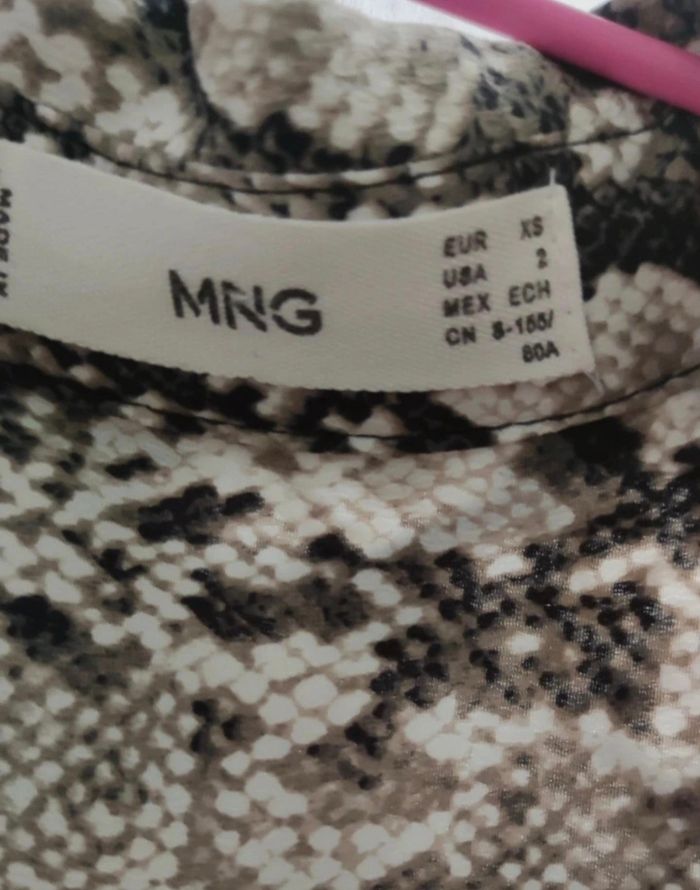 MNG
EUR XS
USA 2
MEX ECH
CN S-155/
80A